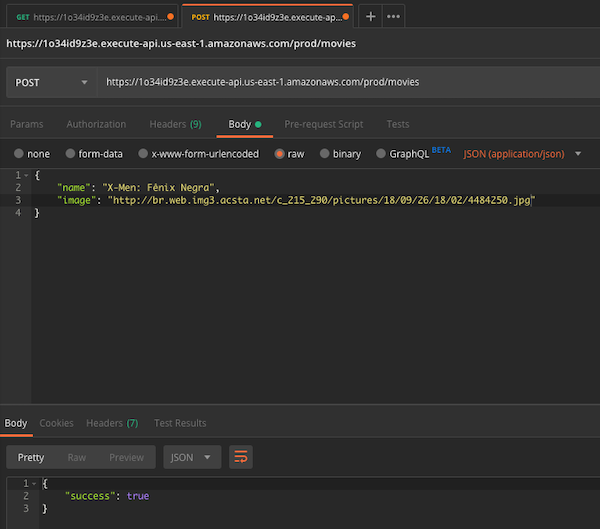 GET https://1o34id9z3e.execute-api....
POST https://1o34id9z3e.execute-ap...
+ •••
https://1o34id9z3e.execute-api.us-east-1.amazonaws.com/prod/movies
POST https://1o34id9z3e.execute-api.us-east-1.amazonaws.com/prod/movies
Params Authorization Headers (9) Body Pre-request Script Tests
none form-data x-www-form-urlencoded raw binary GraphQL BETA JSON (application/json)
1 {
2 "name": "X-Men: Fênix Negra",
3 "image": "http://br.web.img3.acsta.net/c_215_290/pictures/18/09/26/18/02/4484250.jpg"
4 }
Body Cookies Headers (7) Test Results
Pretty Raw Preview JSON
1 {
2 "success": true
3 }